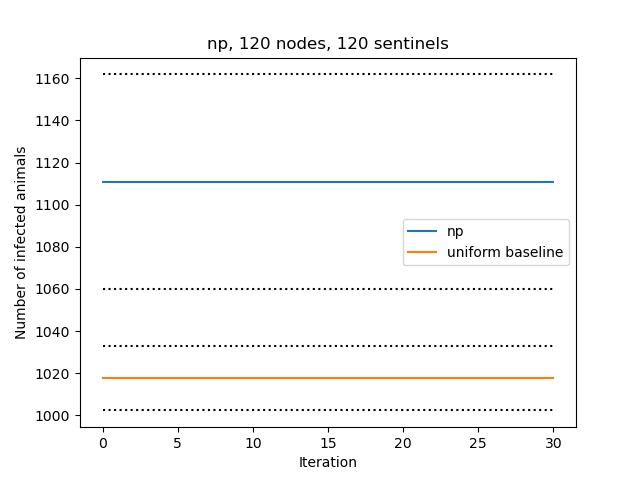 np, 120 nodes, 120 sentinels
1160
1140
1120
1100
1080
1060
1040
1020
1000
Number of infected animals
np
uniform baseline
0 5 10 15 20 25 30
Iteration